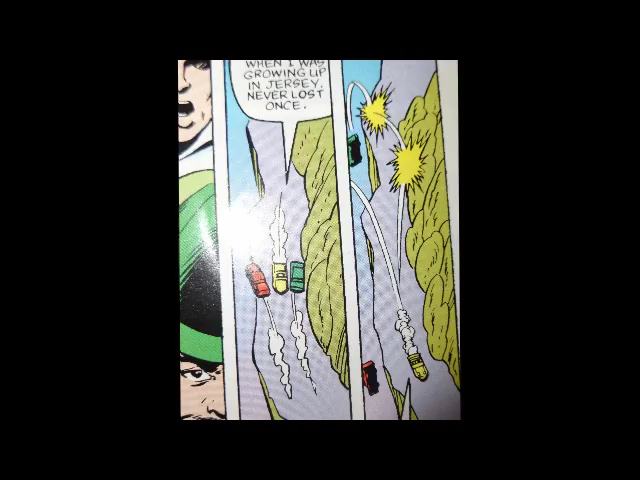 WHEN I WAS
GROWING UP
IN JERSEY.
NEVER LOST
ONCE.